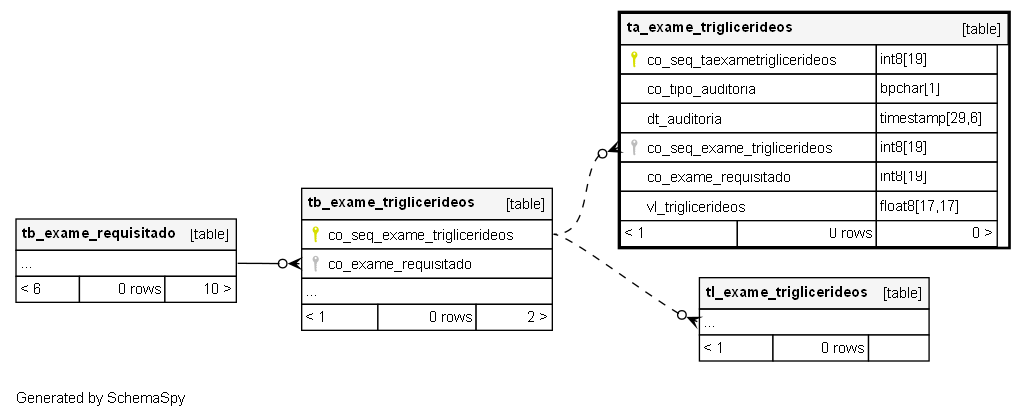 ta_exame_triglicerideos [table]
co_seq_taexametriglicerideos int8[19]
co_tipo_auditoria bpchar[1]
dt_auditoria timestamp[29,6]
co_seq_exame_triglicerideos int8[19]
co_exame_requisitado int8[19]
vl_triglicerideos float8[17,17]
< 1 0 rows 0 >
tb_exame_triglicerideos [table]
co_seq_exame_triglicerideos
co_exame_requisitado
...
< 1 0 rows 2 >
tb_exame_requisitado [table]
...
< 6 0 rows 10 >
tl_exame_triglicerideos [table]
...
< 1 0 rows
Generated by SchemaSpy